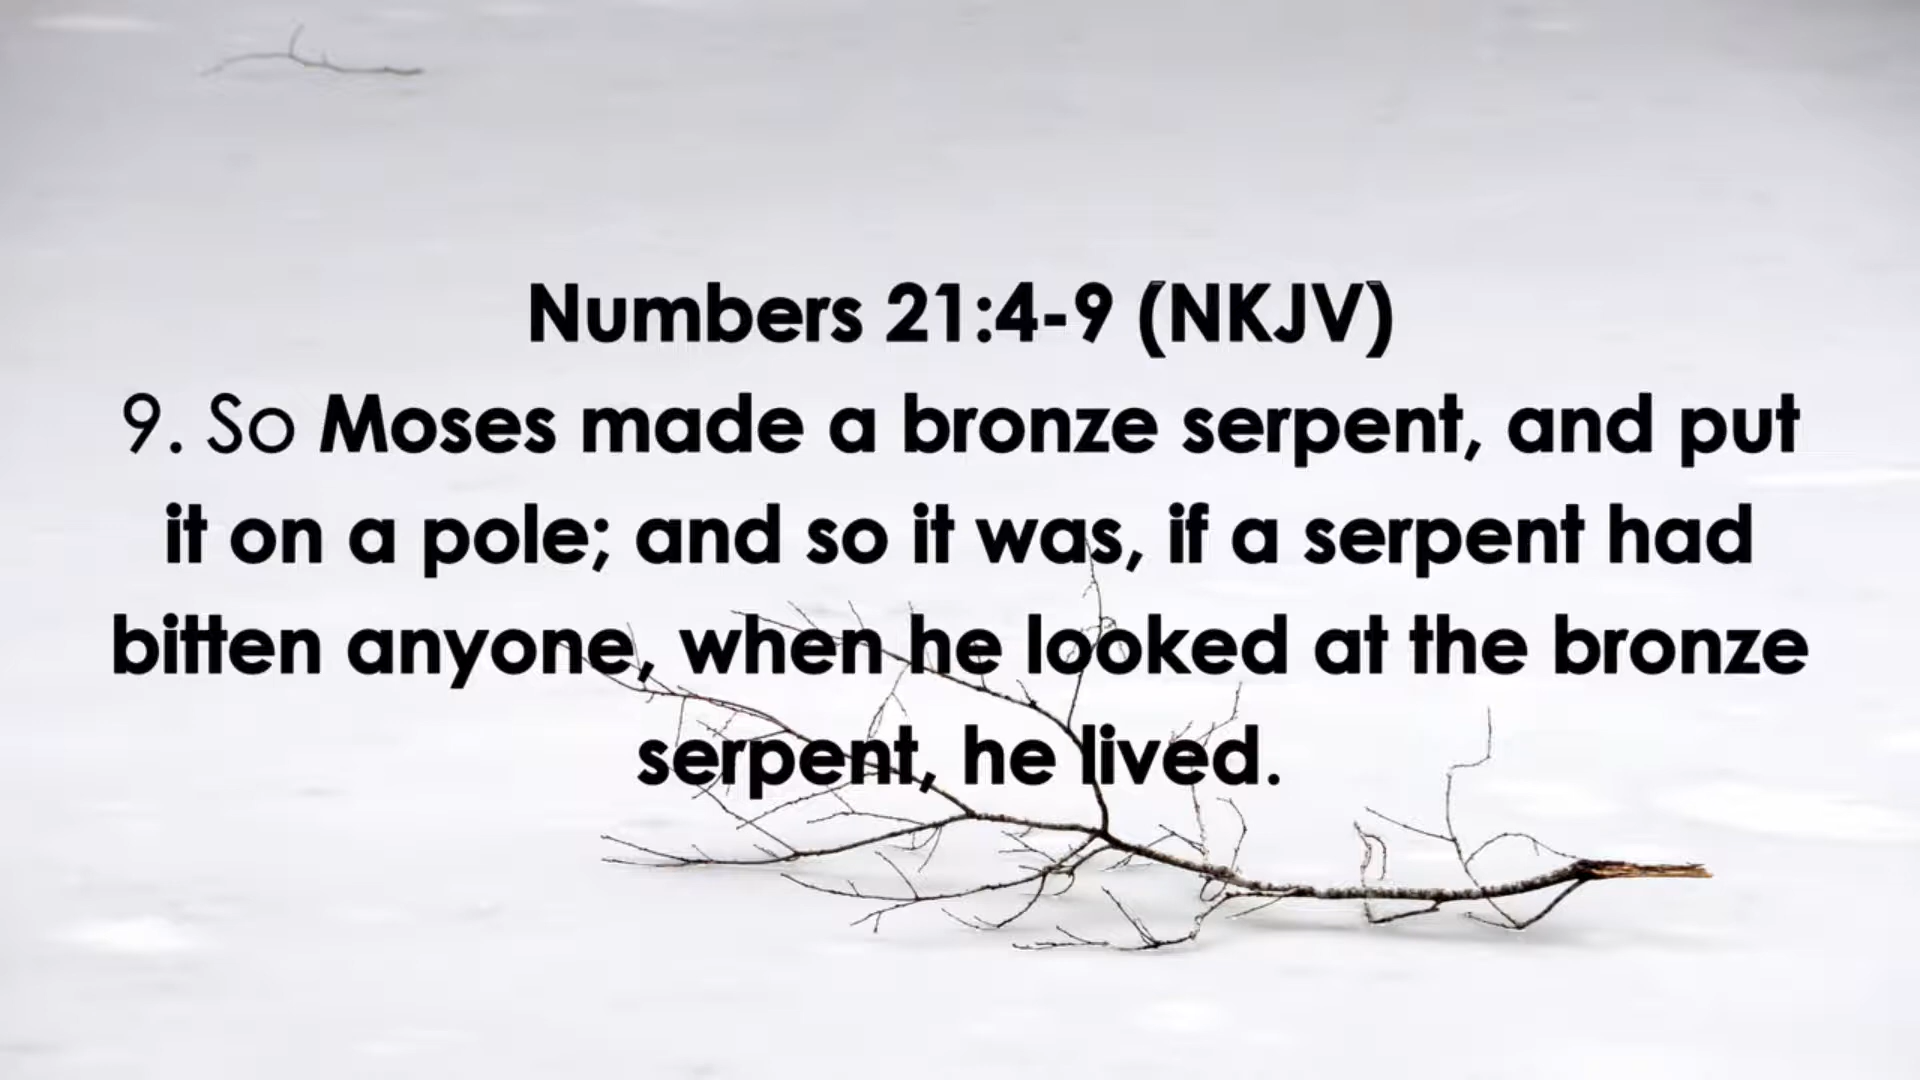 Numbers 21:4-9 (NKJV)
9. So Moses made a bronze serpent, and put
it on a pole; and so it was, if a serpent had
bitten anyone, when he looked at the bronze
serpent, he lived.